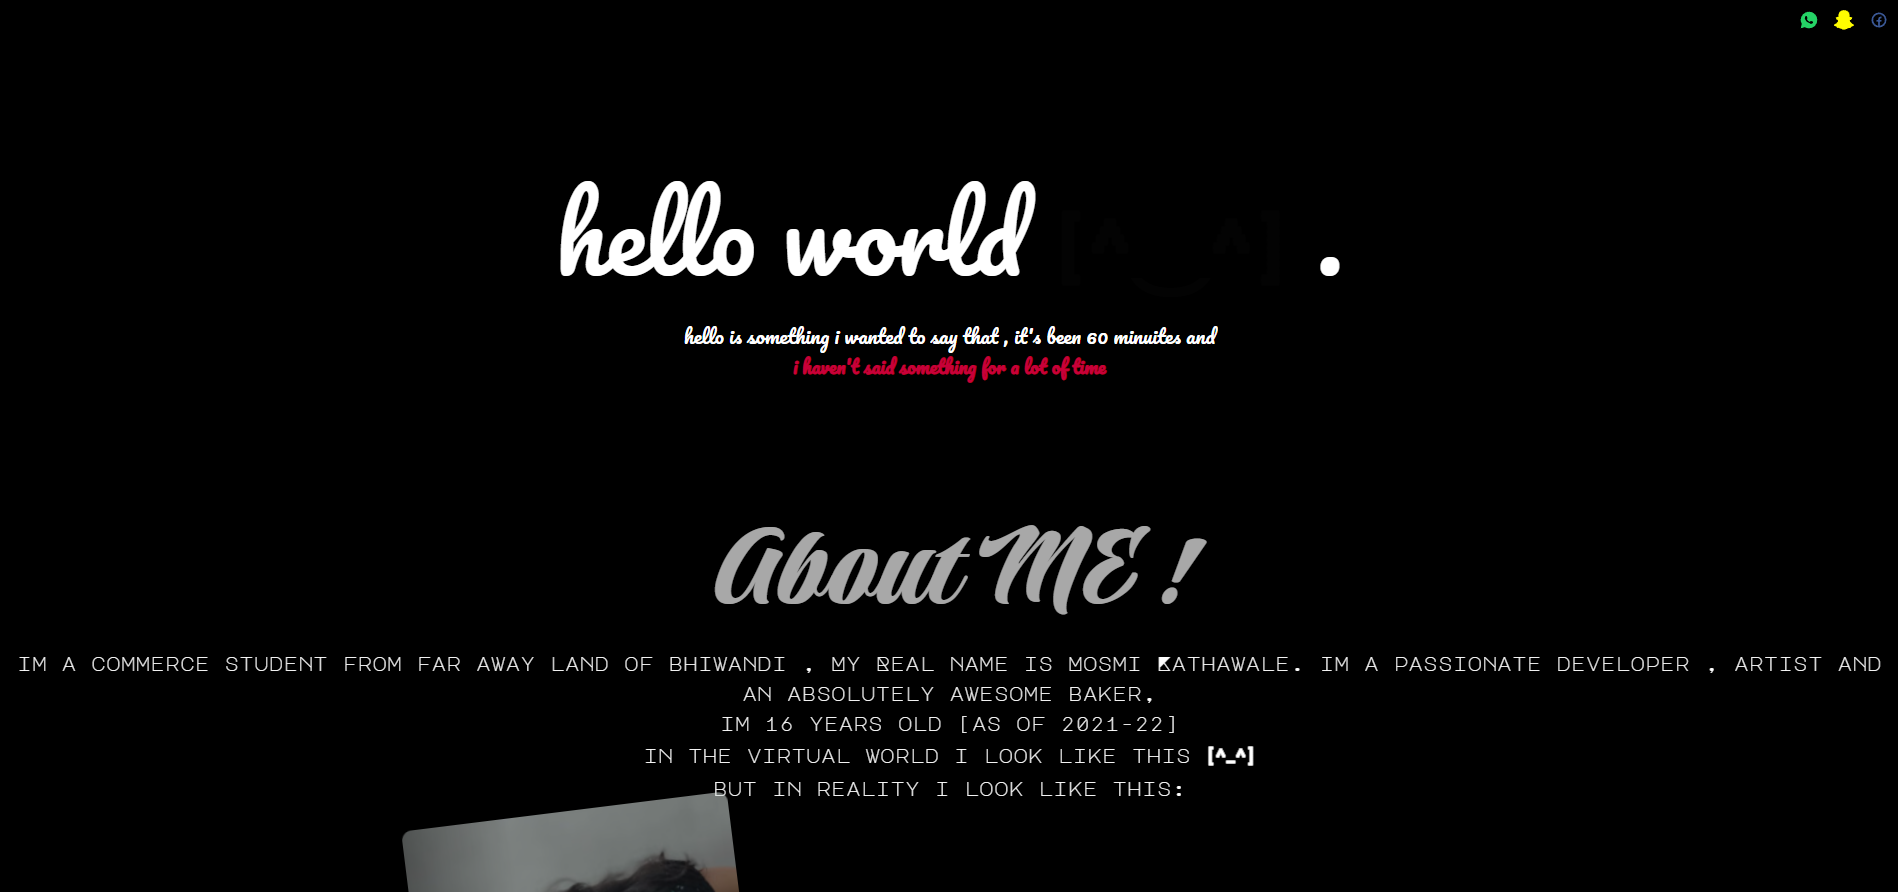 hello world [^‿^] .
hello is something i wanted to say that , it's been 60 minuites and
i haven't said something for a lot of time
About ME !
IM A COMMERCE STUDENT FROM FAR AWAY LAND OF BHIWANDI , MY REAL NAME IS MOSMI KATHAWALE. IM A PASSIONATE DEVELOPER , ARTIST AND
AN ABSOLUTELY AWESOME BAKER,
IM 16 YEARS OLD [AS OF 2021-22]
IN THE VIRTUAL WORLD I LOOK LIKE THIS [^_^]
BUT IN REALITY I LOOK LIKE THIS: